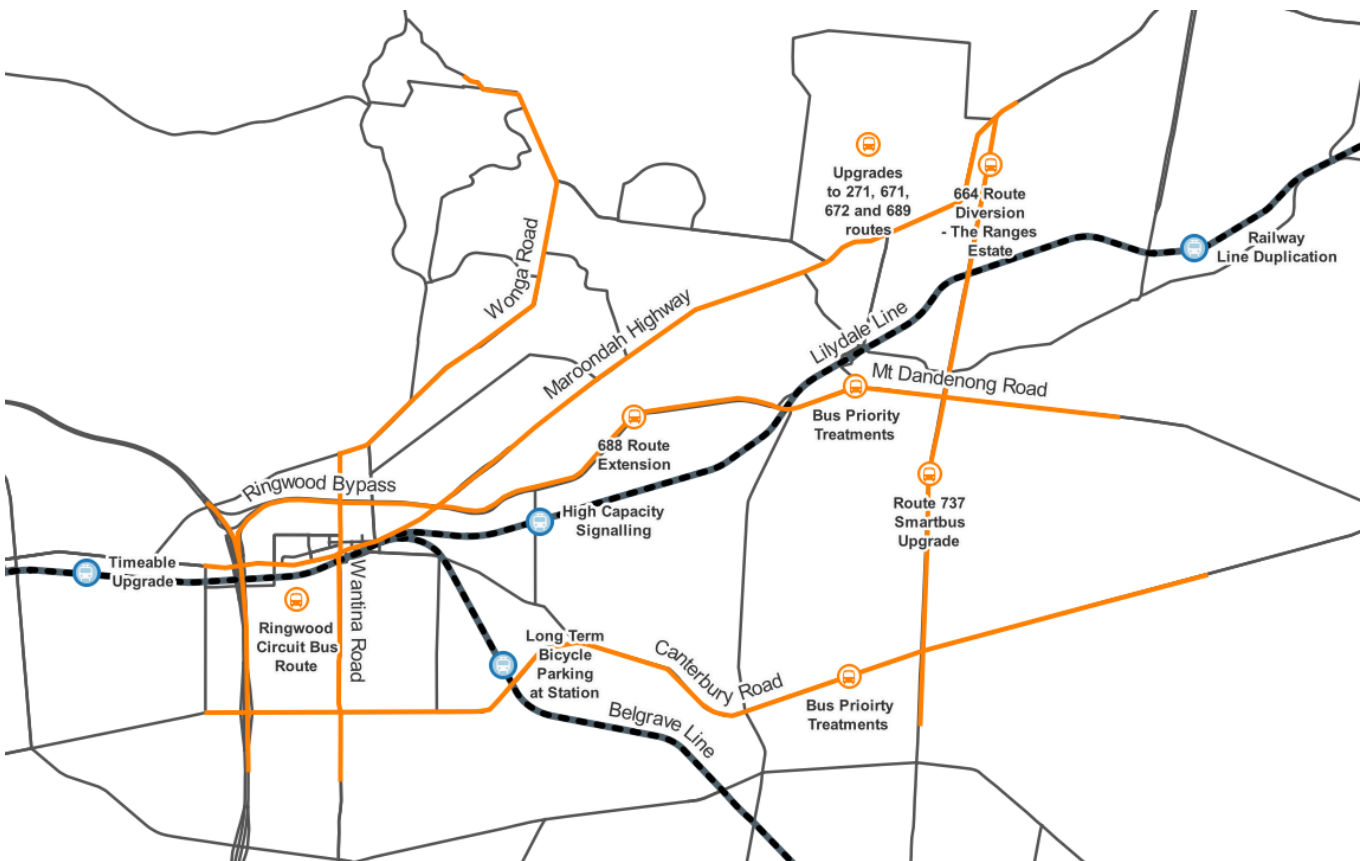 Upgrades
to 271, 671,
672 and 689
routes
664 Route
Diversion
- The Ranges
Estate
Railway
Line Duplication
Wonga Road
Maroondah Highway
Lilydale Line
Mt Dandenong Road
Bus Priority
Treatments
688 Route
Extension
Ringwood Bypass
High Capacity
Signalling
Route 737
Smartbus
Upgrade
Timeable
Upgrade
Wantina Road
Ringwood
Circuit Bus
Route
Long Term
Bicycle
Parking
at Station
Canterbury Road
Bus Prioirty
Treatments
Belgrave Line